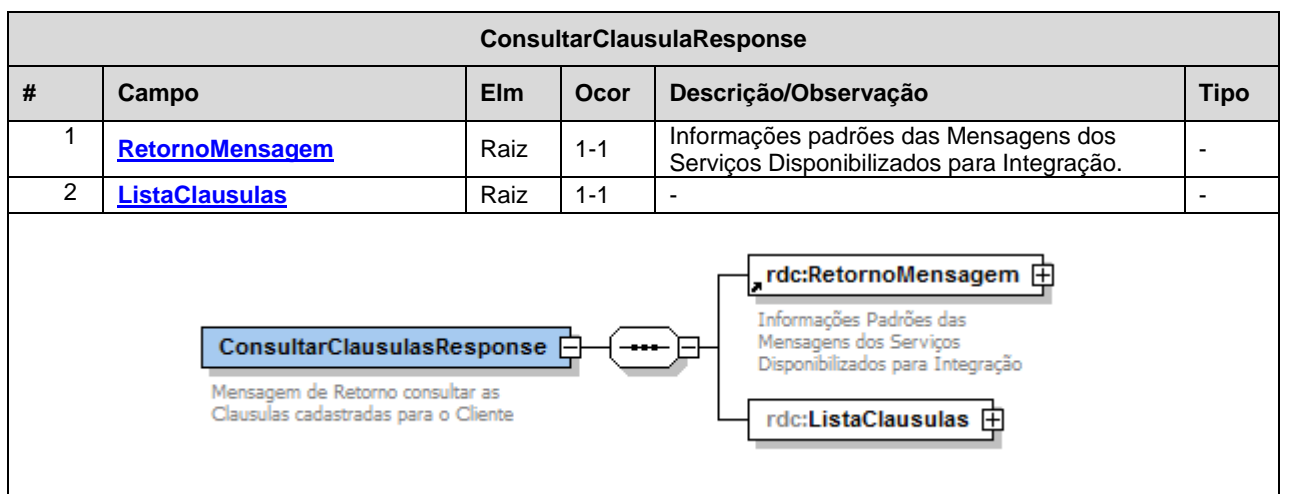 ConsultarClausulaResponse
# Campo Elm Ocor Descrição/Observação Tipo
1 RetornoMensagem Raiz 1-1 Informações padrões das Mensagens dos
Serviços Disponibilizados para Integração. -
2 ListaClausulas Raiz 1-1 - -
rdc:RetornoMensagem
Informações Padrões das
Mensagens dos Serviços
Disponibilizados para Integração
ConsultarClausulasResponse
Mensagem de Retorno consultar as
Clausulas cadastradas para o Cliente
rdc:ListaClausulas